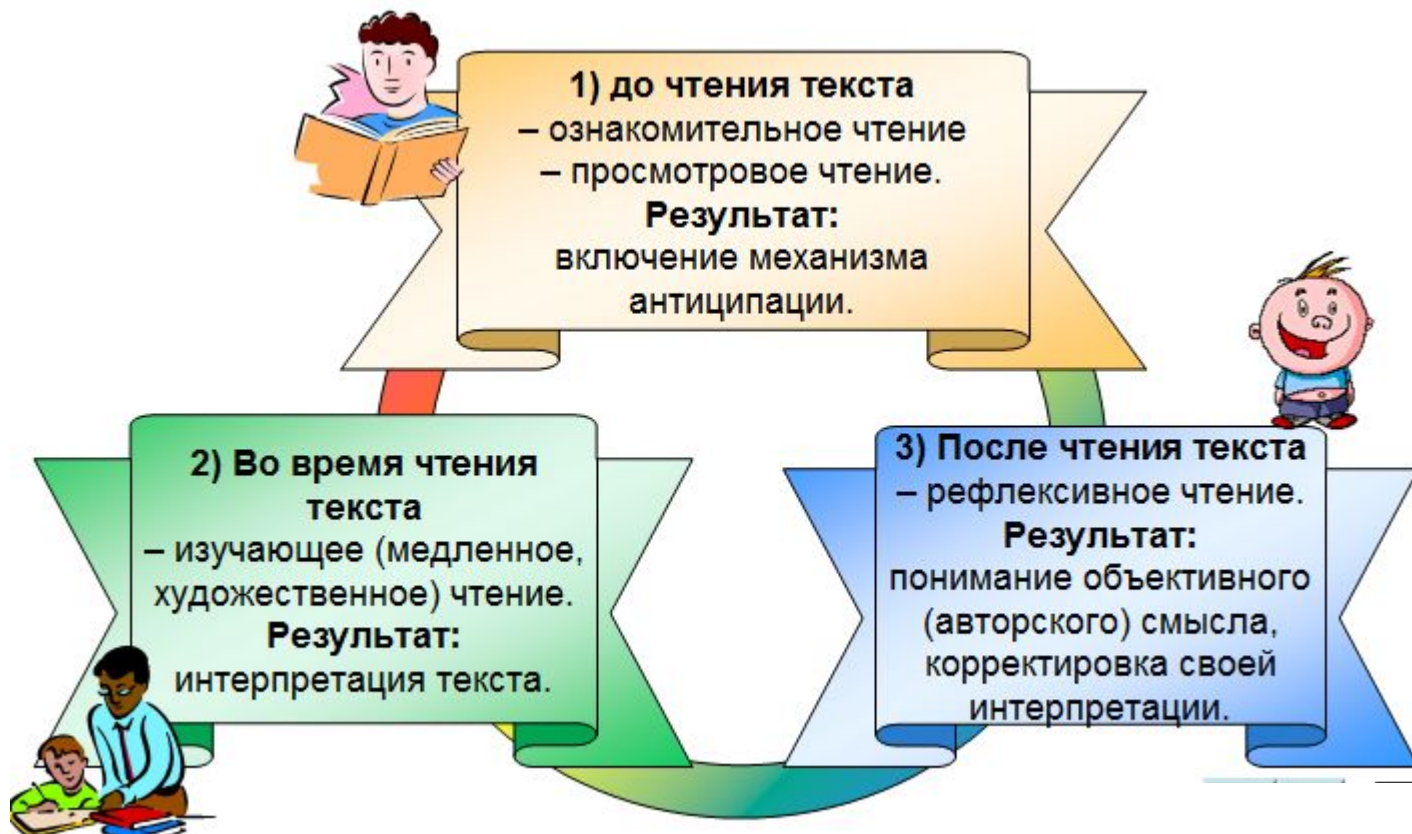 1) до чтения текста
– ознакомительное чтение
– просмотровое чтение.
Результат:
включение механизма
антиципации.
2) Во время чтения
текста
– изучающее (медленное,
художественное) чтение.
Результат:
интерпретация текста.
3) После чтения текста
– рефлексивное чтение.
Результат:
понимание объективного
(авторского) смысла,
корректировка своей
интерпретации.